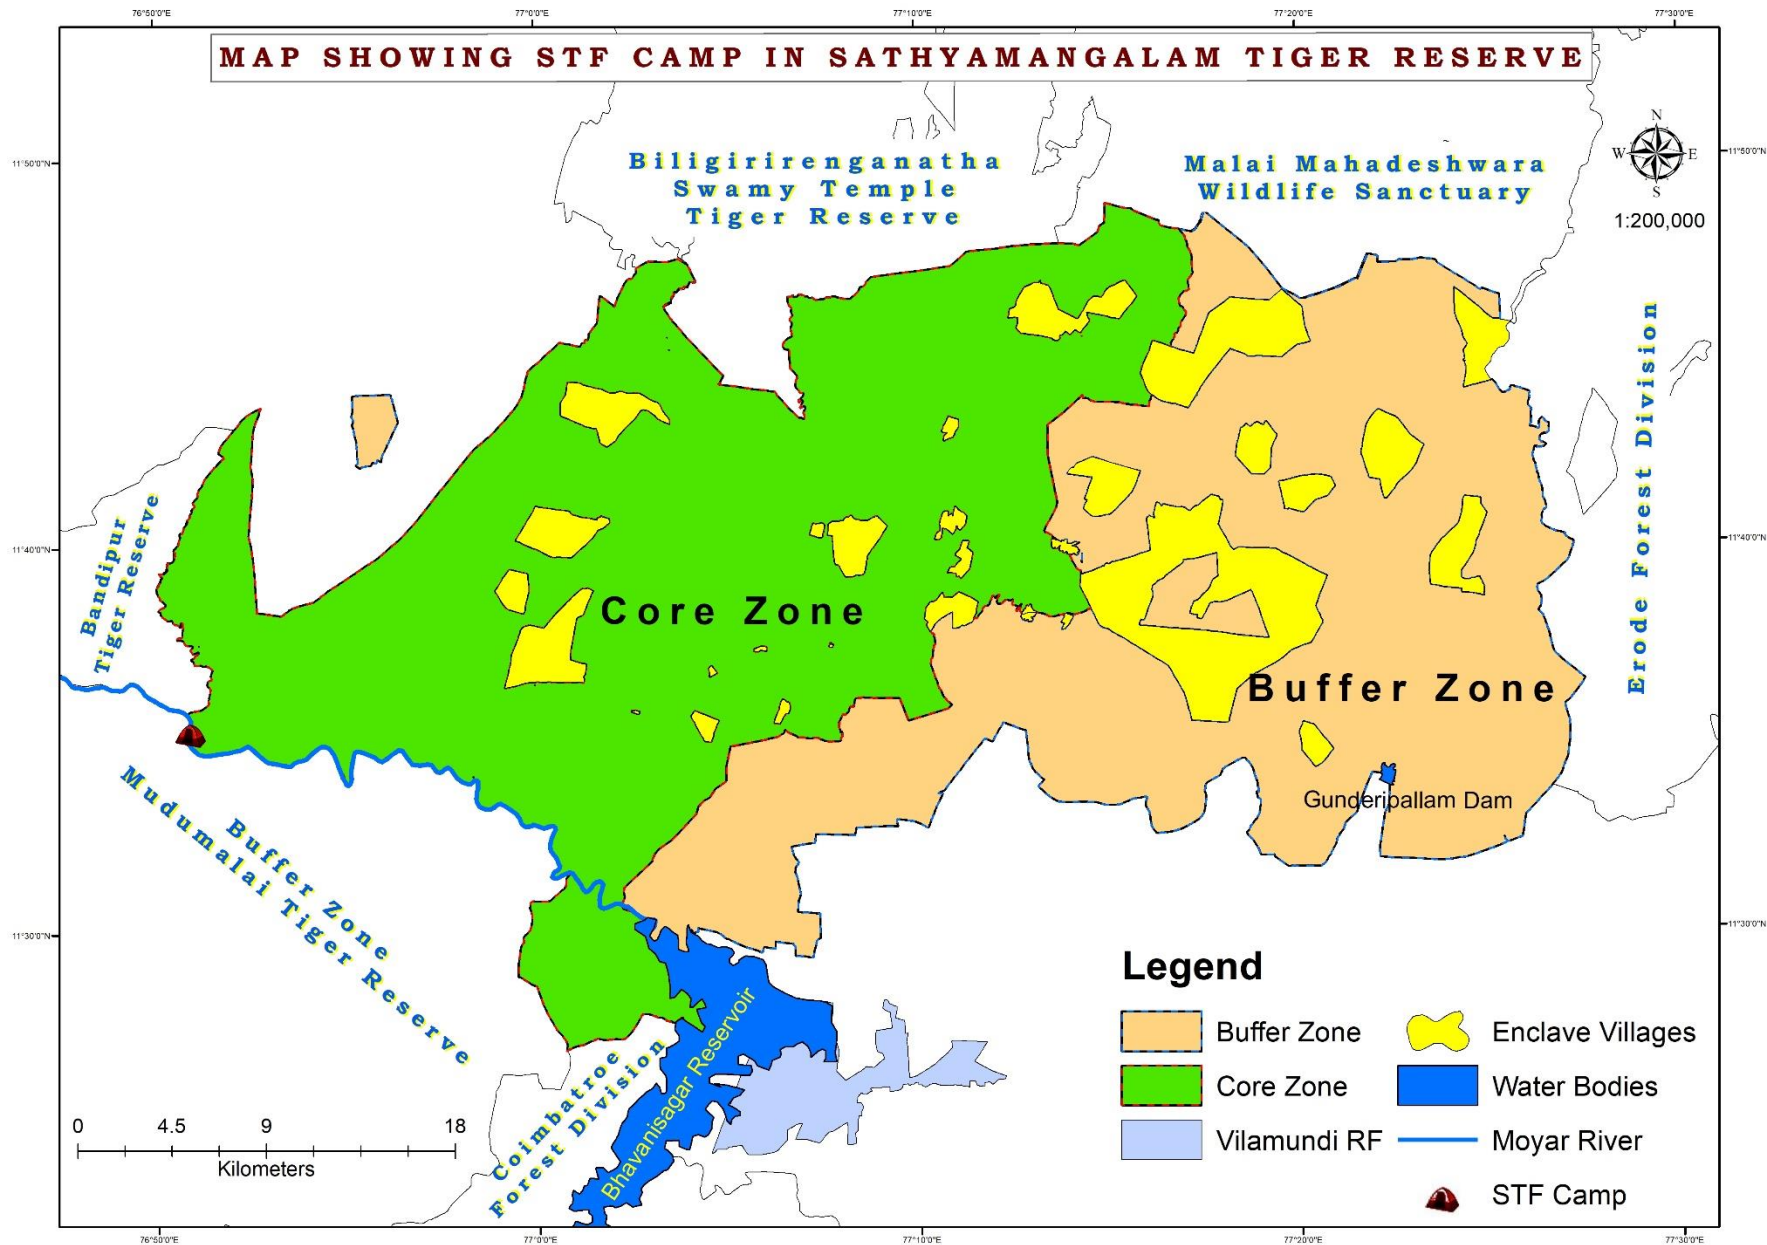 76°50'0"E
77°0'0"E
77°10'0"E
77°20'0"E
77°30'0"E
MAP SHOWING STF CAMP IN SATHYAMANGALAM TIGER RESERVE
N
W
E
S
1:200,000
11°50'0"N
11°50'0"N
Biligirirenganatha
Swamy Temple
Tiger Reserve
Malai Mahadeshwara
Wildlife Sanctuary
Erode Forest Division
Bandipur
Tiger Reserve
11°40'0"N
11°40'0"N
Core Zone
Buffer Zone
Gunderipallam Dam
Buffer Zone
Mudumalai Tiger Reserve
11°30'0"N
11°30'0"N
Bhavanisagar Reservoir
Coimbatroe
Forest Division
0 4.5 9 18
Kilometers
Legend
Buffer Zone
Core Zone
Vilamundi RF
Enclave Villages
Water Bodies
Moyar River
STF Camp
76°50'0"E
77°0'0"E
77°10'0"E
77°20'0"E
77°30'0"E